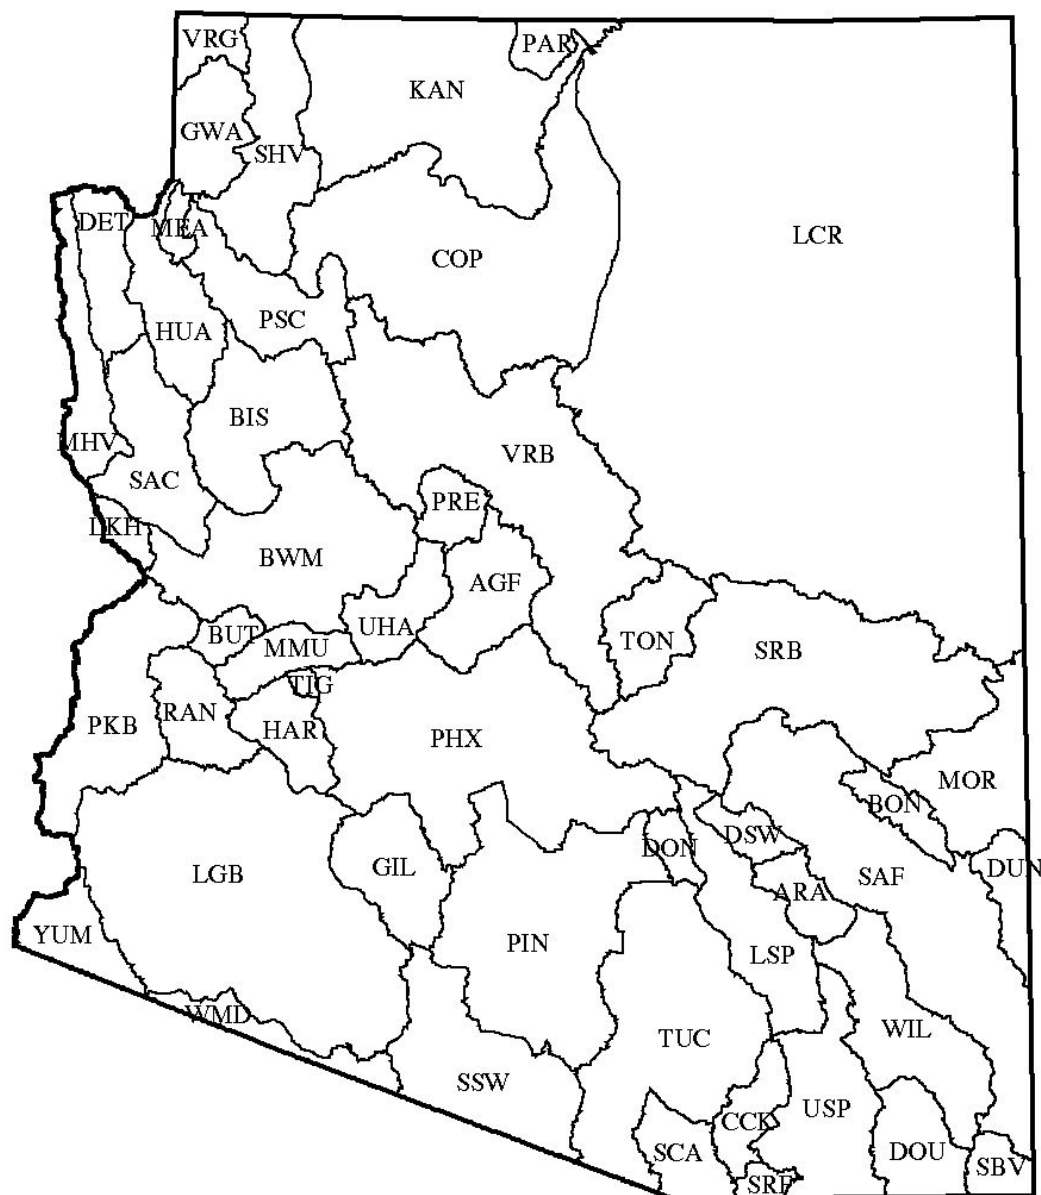 VRG
PAR
KAN
GWA
SHV
DET
MEA
LCR
COP
PSC
HUA
BIS
MHV
VRB
SAC
PRE
LKH
BWM
AGF
UHA
BUT
MMU
TON
SRB
TIG
RAN
PKB
HAR
PHX
MOR
BON
DSW
DON
GIL
LGB
SAF
DUN
ARA
YUM
PIN
LSP
WMD
WIL
TUC
SSW
USP
CCK
SCA
DOU
SBV
SRF